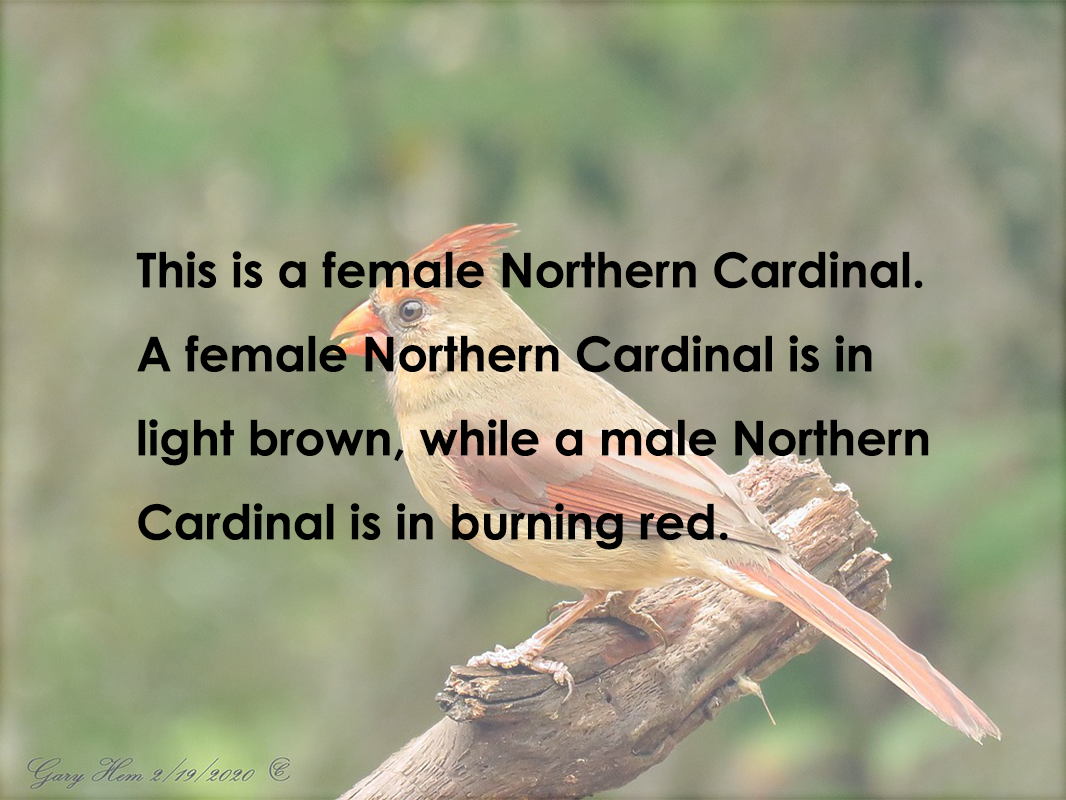 This is a female Northern Cardinal.
A female Northern Cardinal is in
light brown, while a male Northern
Cardinal is in burning red.
Gary Hem 2/19/2020 ©